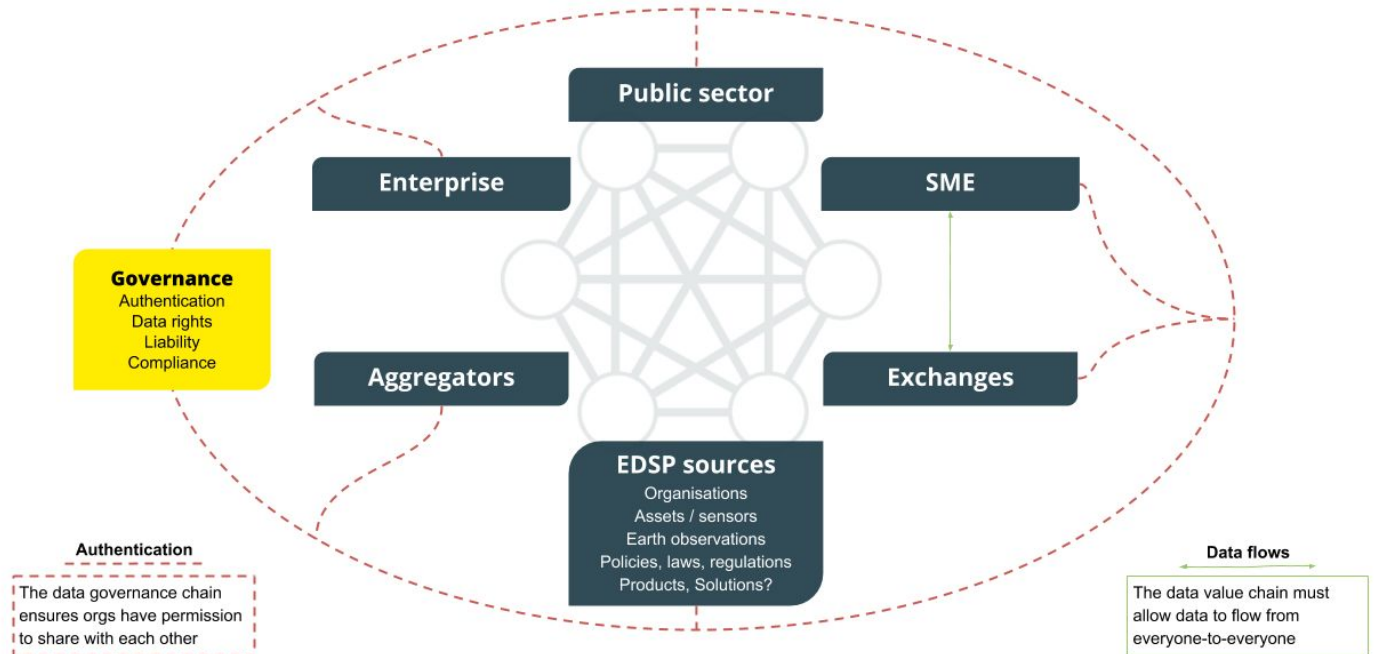 Public sector
Enterprise
SME
Governance
Authentication
Data rights
Liability
Compliance
Aggregators
Exchanges
EDSP sources
Organisations
Assets / sensors
Earth observations
Policies, laws, regulations
Products, Solutions?
Authentication
The data governance chain
ensures orgs have permission
to share with each other
Data flows
The data value chain must
allow data to flow from
everyone-to-everyone